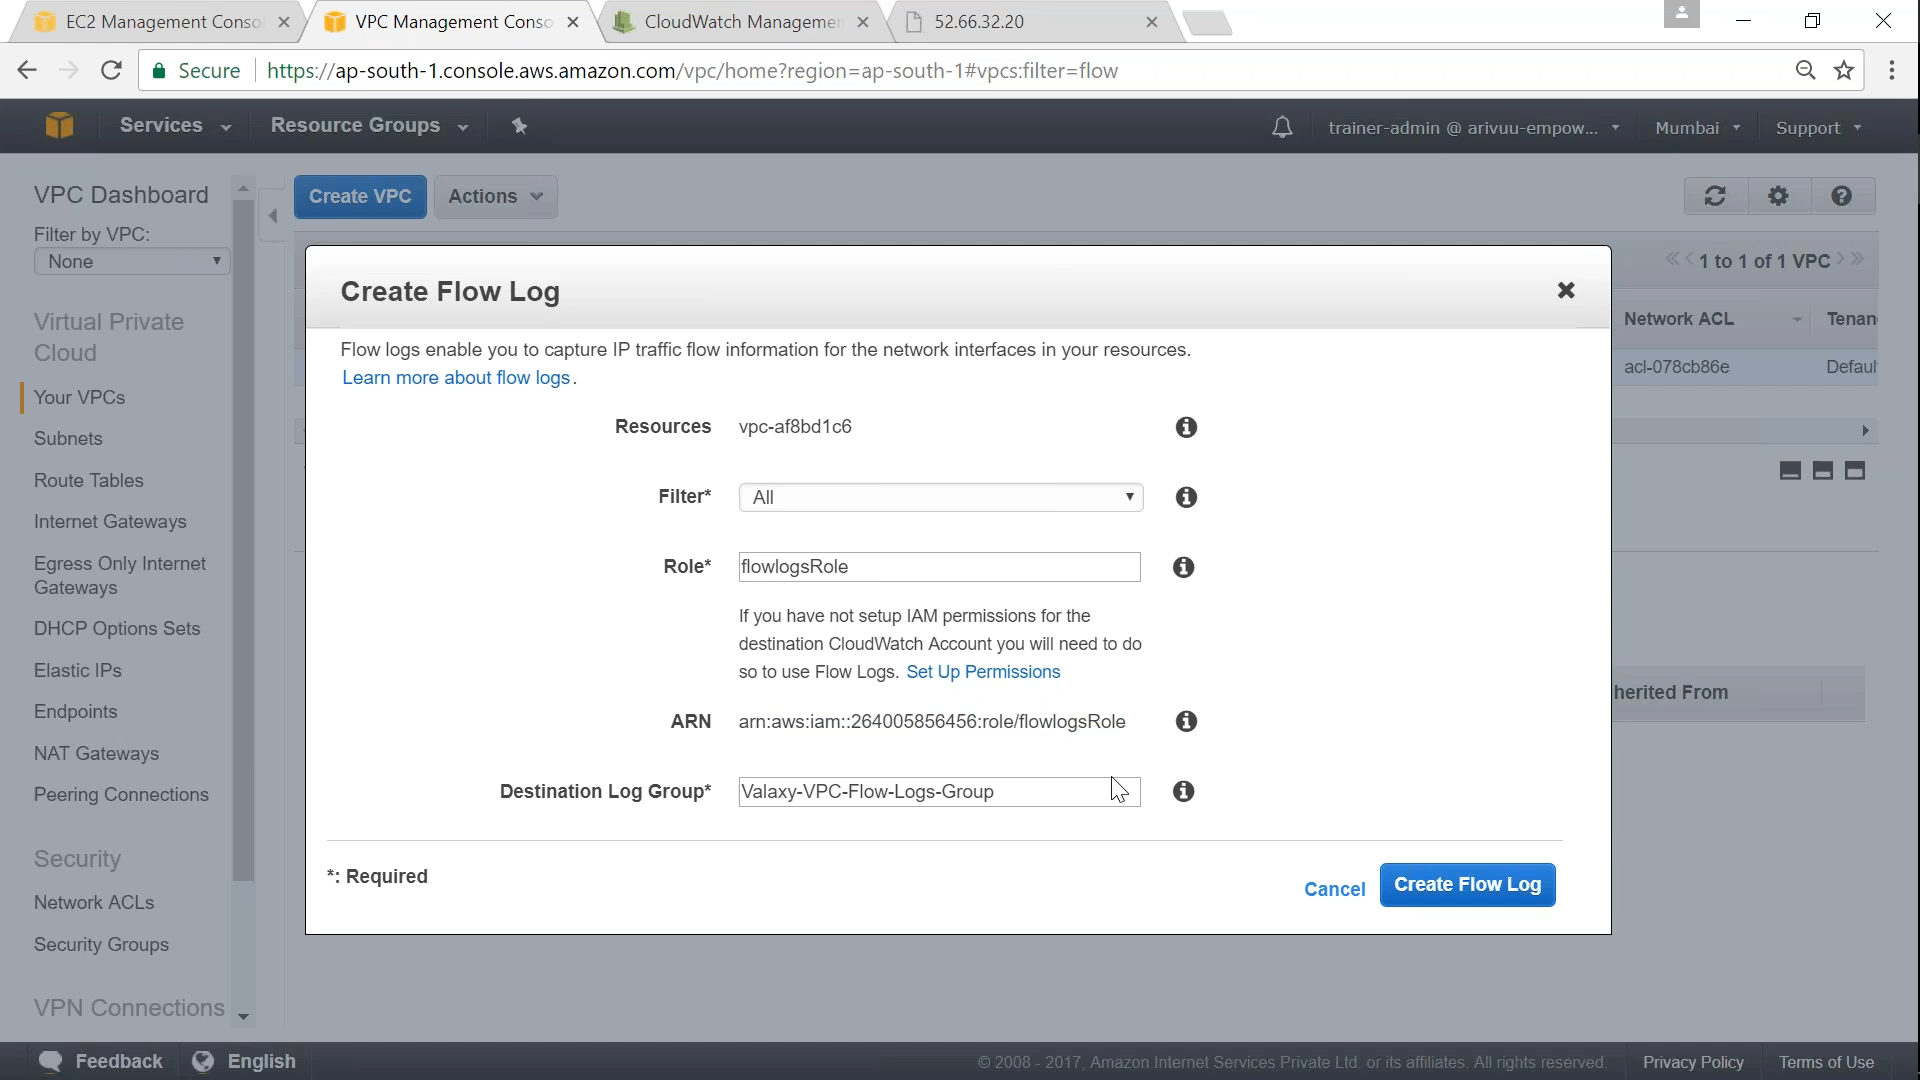 EC2 Management Conso
VPC Management Conso
CloudWatch Managemen
52.66.32.20
Secure
https://ap-south-1.console.aws.amazon.com/vpc/home?region=ap-south-1#vpcs:filter=flow
Services
Resource Groups
trainer-admin @ arivuu-empow...
Mumbai
Support
VPC Dashboard
Filter by VPC:
None
Virtual Private
Cloud
Your VPCs
Subnets
Route Tables
Internet Gateways
Egress Only Internet
Gateways
DHCP Options Sets
Elastic IPs
Endpoints
NAT Gateways
Peering Connections
Security
Network ACLs
Security Groups
VPN Connections
Create VPC
Actions
1 to 1 of 1 VPC
Network ACL
Tenan
acl-078cb86e
Defaul
herited From
Create Flow Log
Flow logs enable you to capture IP traffic flow information for the network interfaces in your resources.
Learn more about flow logs.
Resources vpc-af8bd1c6
Filter* All
Role* flowlogsRole
If you have not setup IAM permissions for the
destination CloudWatch Account you will need to do
so to use Flow Logs. Set Up Permissions
ARN arn:aws:iam::264005856456:role/flowlogsRole
Destination Log Group* Valaxy-VPC-Flow-Logs-Group
*: Required
Cancel
Create Flow Log
Feedback
English
© 2008 - 2017, Amazon Internet Services Private Ltd. or its affiliates. All rights reserved.
Privacy Policy
Terms of Use